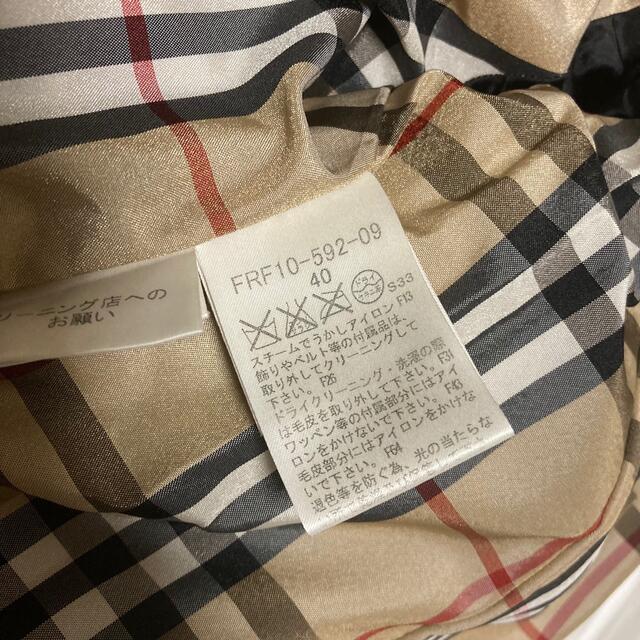 FRF10-592-09
40
S33
スチームでうかしアイロン F13
飾りやベルト等の付属品は、
取り外してクリーニングして
下さい。F26
ドライクリーニング・洗濯の際
は毛皮を取り外して下さい。F31
ワッペン等の付属部分にはアイ
ロンをかけないで下さい。F40
毛皮部分にはアイロンをかけな
いで下さい。F64
退色等を防ぐ為、光の当たらな
リーニング店への
お願い